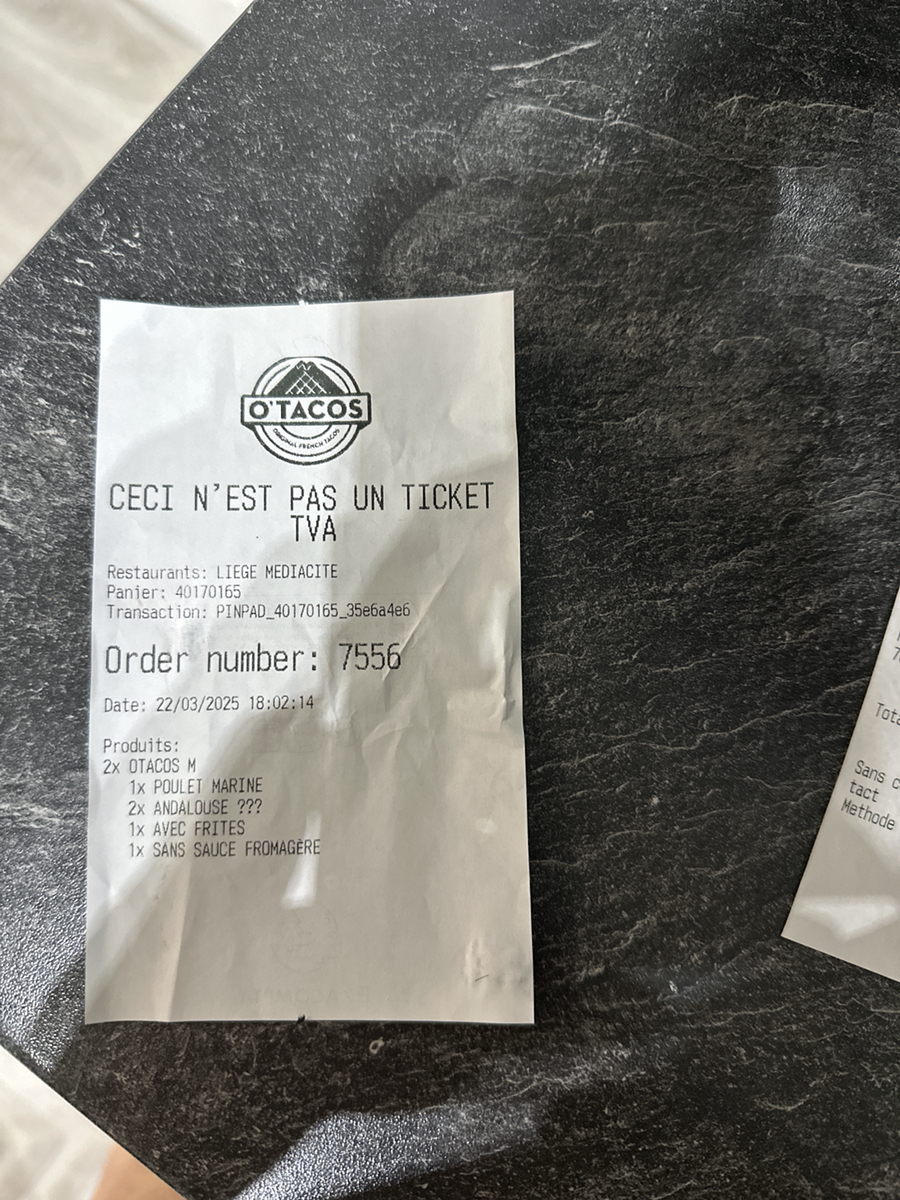 O'TACOS
ORIGINAL FRENCH TACOS
CECI N'EST PAS UN TICKET
TVA
Restaurants: LIEGE MEDIACITE
Panier: 40170165
Transaction: PINPAD_40170165_35e6a4e6
Order number: 7556
Date: 22/03/2025 18:02:14
Produits:
2x OTACOS M
1x POULET MARINE
2x ANDALOUSE ???
1x AVEC FRITES
1x SANS SAUCE FROMAGÈRE
Tota
Sans c
tact
Methode